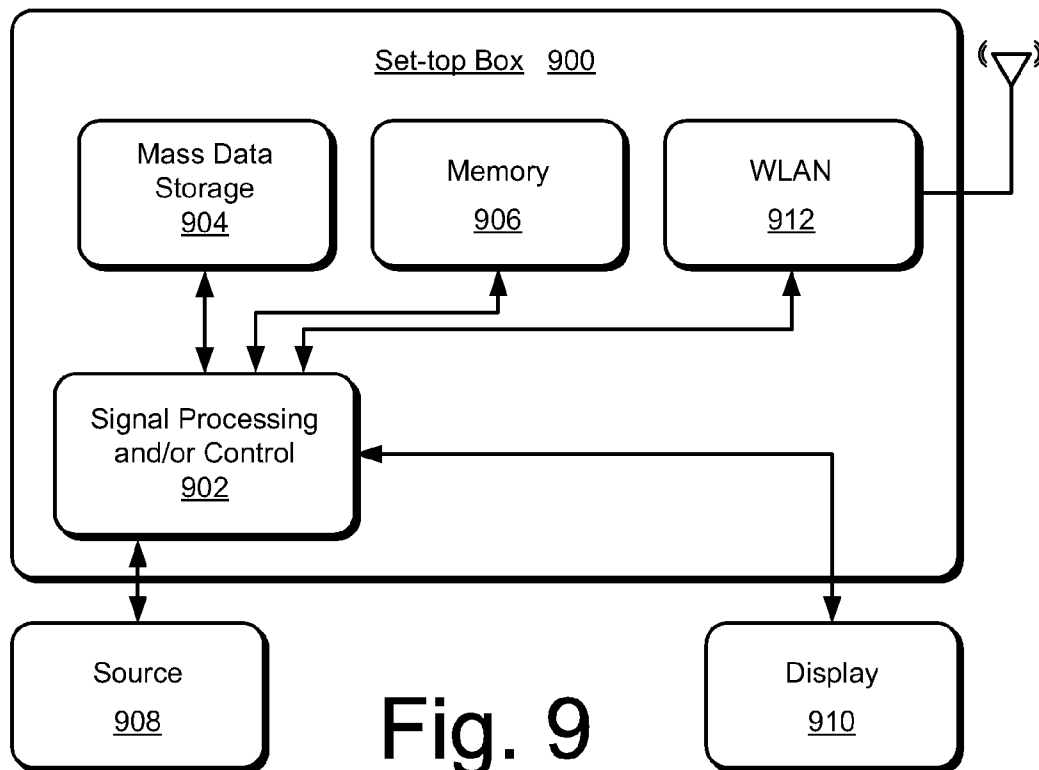 Set-top Box 900
Mass Data
Storage
904
Memory
906
WLAN
912
Signal Processing
and/or Control
902
Source
908
Display
910
Fig. 9